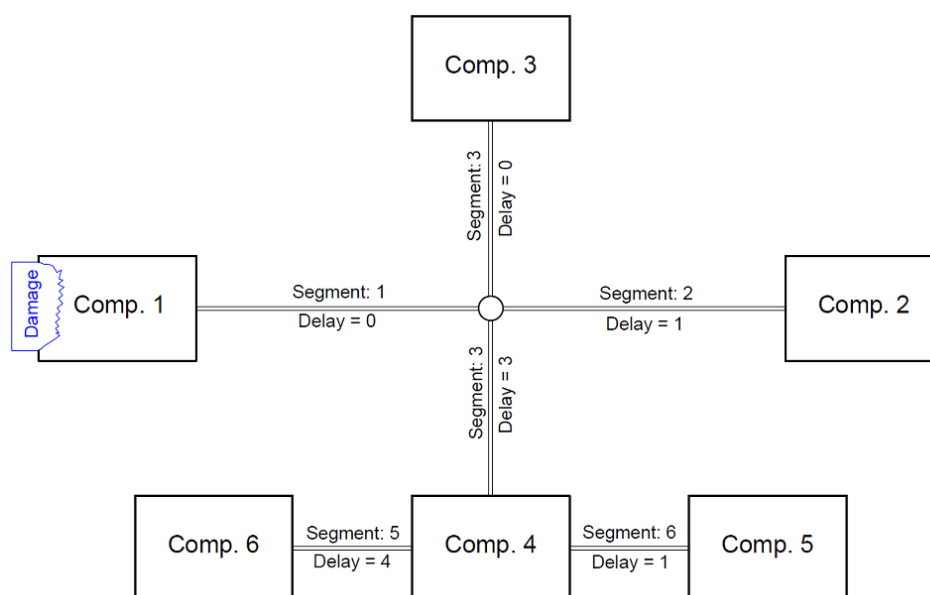 Comp. 3
Segment: 3
Delay = 0
Damage
Comp. 1
Segment: 1
Delay = 0
Segment: 2
Delay = 1
Comp. 2
Segment: 3
Delay = 3
Comp. 6
Segment: 5
Delay = 4
Comp. 4
Segment: 6
Delay = 1
Comp. 5